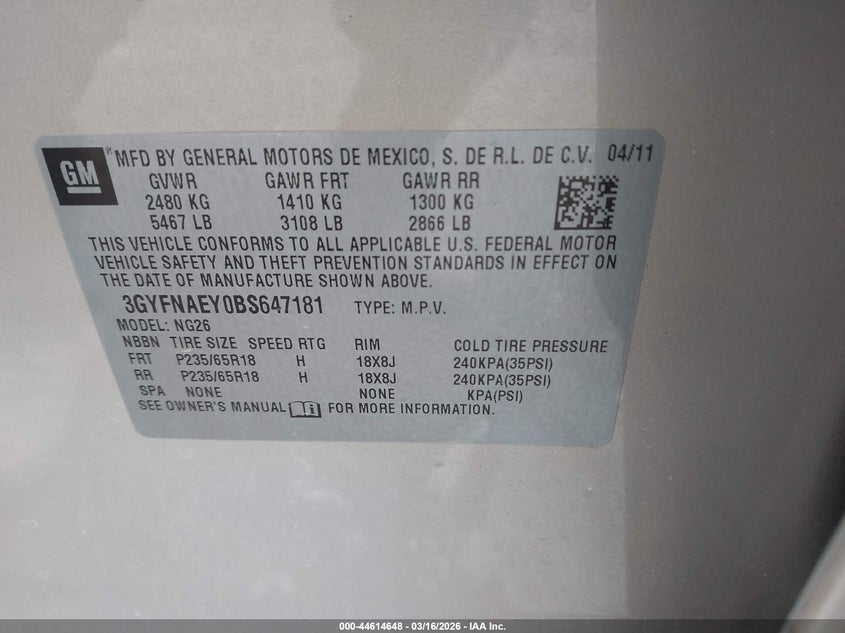 GM ® MFD BY GENERAL MOTORS DE MEXICO, S. DE R.L. DE C.V. 04/11
GVWR GAWR FRT GAWR RR
2480 KG 1410 KG 1300 KG
5467 LB 3108 LB 2866 LB
THIS VEHICLE CONFORMS TO ALL APPLICABLE U.S. FEDERAL MOTOR
VEHICLE SAFETY AND THEFT PREVENTION STANDARDS IN EFFECT ON
THE DATE OF MANUFACTURE SHOWN ABOVE.
3GYFNAEY0BS647181 TYPE: M.P.V.
MODEL: NG26
NBBN TIRE SIZE SPEED RTG RIM COLD TIRE PRESSURE
FRT P235/65R18 H 18X8J 240KPA(35PSI)
RR P235/65R18 H 18X8J 240KPA(35PSI)
SPA NONE NONE KPA(PSI)
SEE OWNER'S MANUAL FOR MORE INFORMATION.
000-44614648 - 03/16/2026 - IAA Inc.